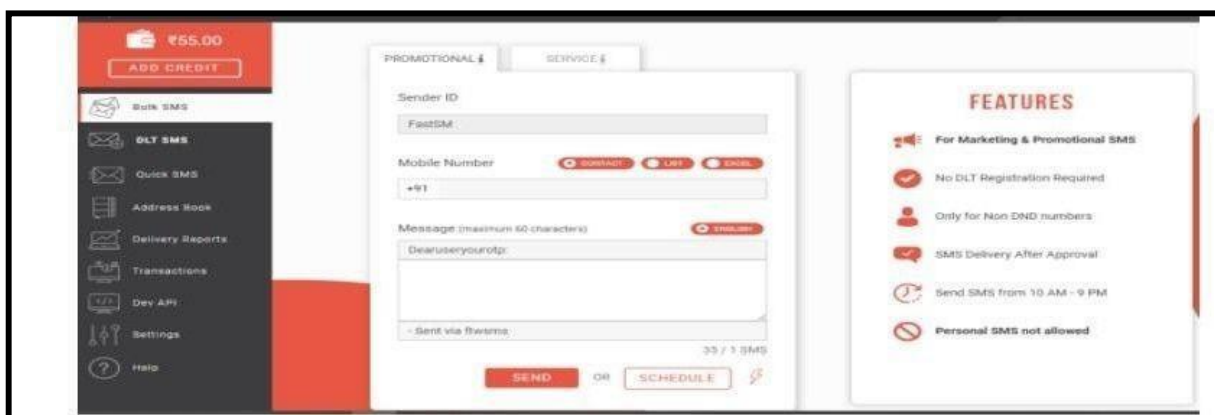 ₹55.00
ADD CREDIT
Bulk SMS
DLT SMS
Quick SMS
Address Book
Delivery Reports
Transactions
Dev API
Settings
Help
PROMOTIONAL i
SERVICE i
Sender ID
FastSM
Mobile Number
CONTACT
LIST
EXCEL
+91
Message (maximum 60 characters)
ENGLISH
Dearuseryourotp:
- Sent via ftwsms
33 / 1 SMS
SEND
OR
SCHEDULE
FEATURES
For Marketing & Promotional SMS
No DLT Registration Required
Only for Non DND numbers
SMS Delivery After Approval
Send SMS from 10 AM - 9 PM
Personal SMS not allowed